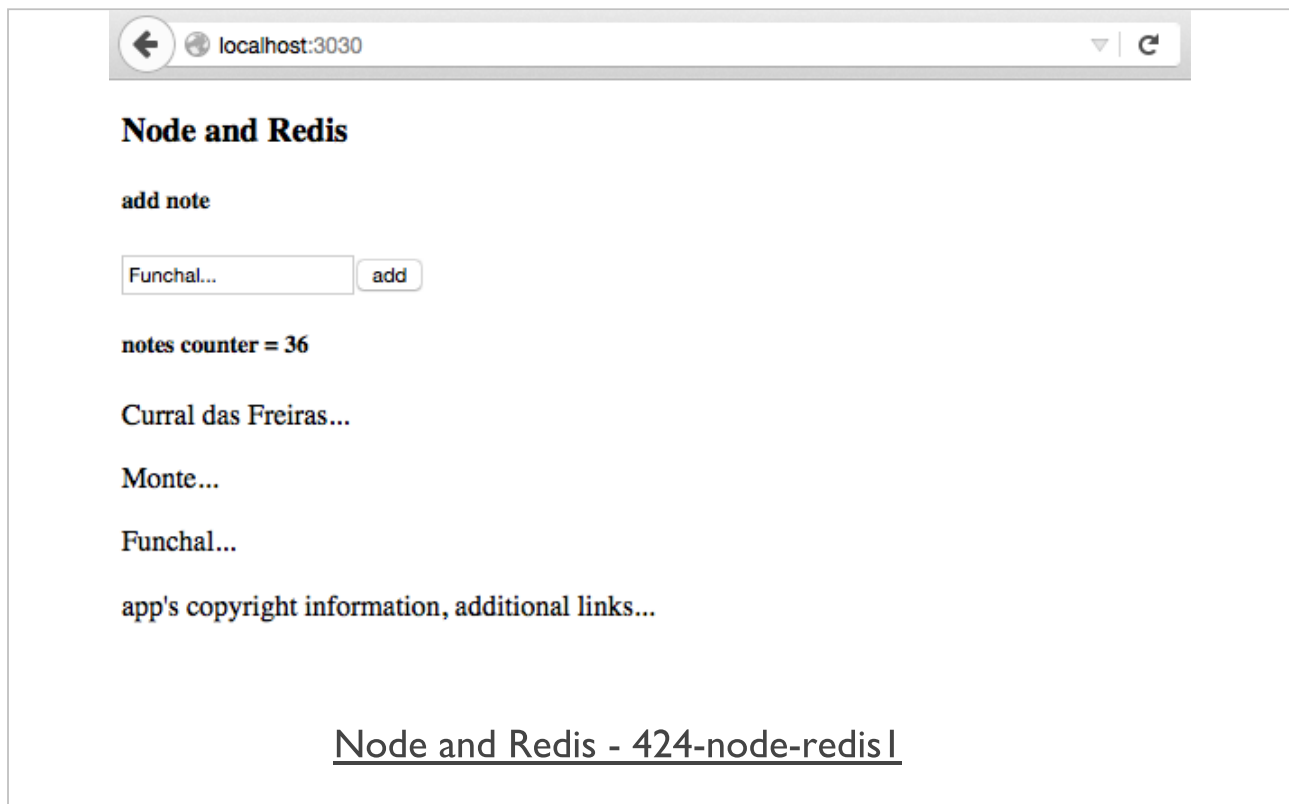 localhost:3030
Node and Redis
add note
Funchal... add
notes counter = 36
Curral das Freiras...
Monte...
Funchal...
app's copyright information, additional links...
Node and Redis - 424-node-redis1